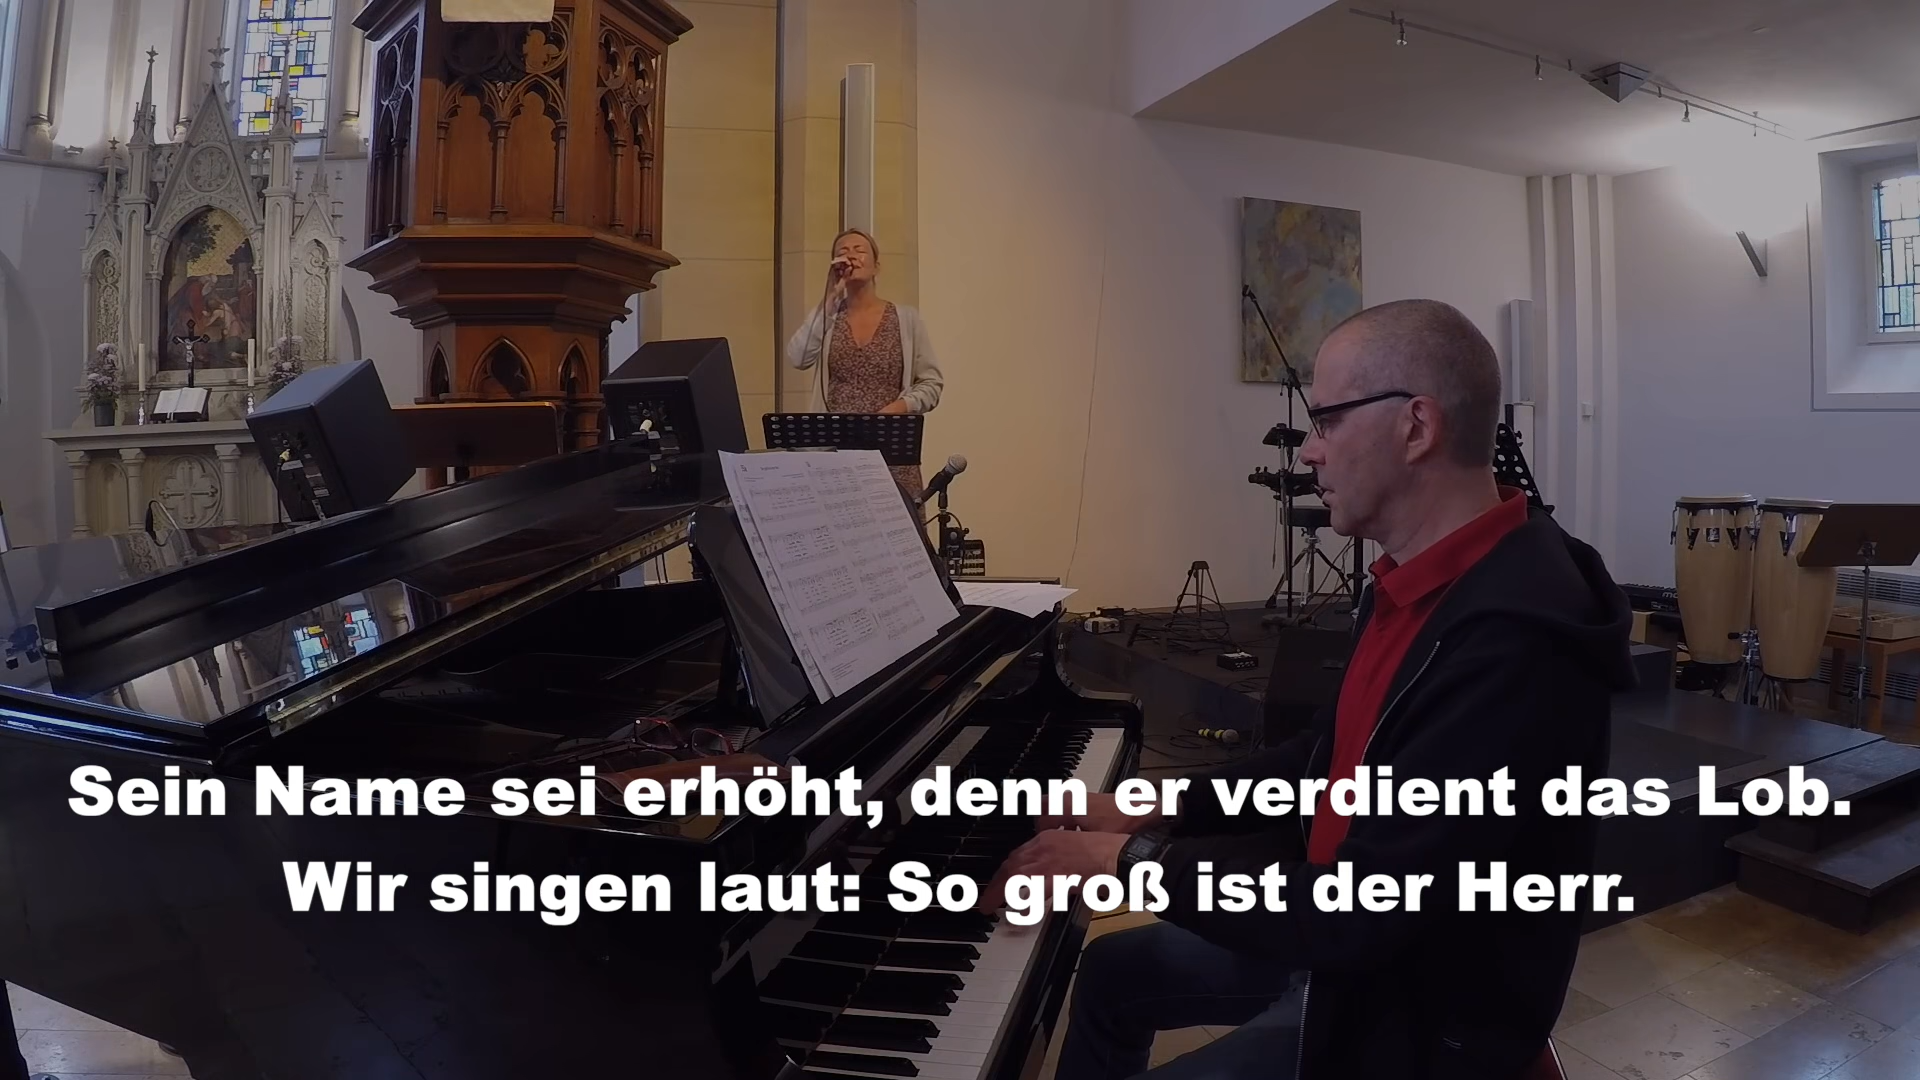 Sein Name sei erhöht, denn er verdient das Lob.
Wir singen laut: So groß ist der Herr.